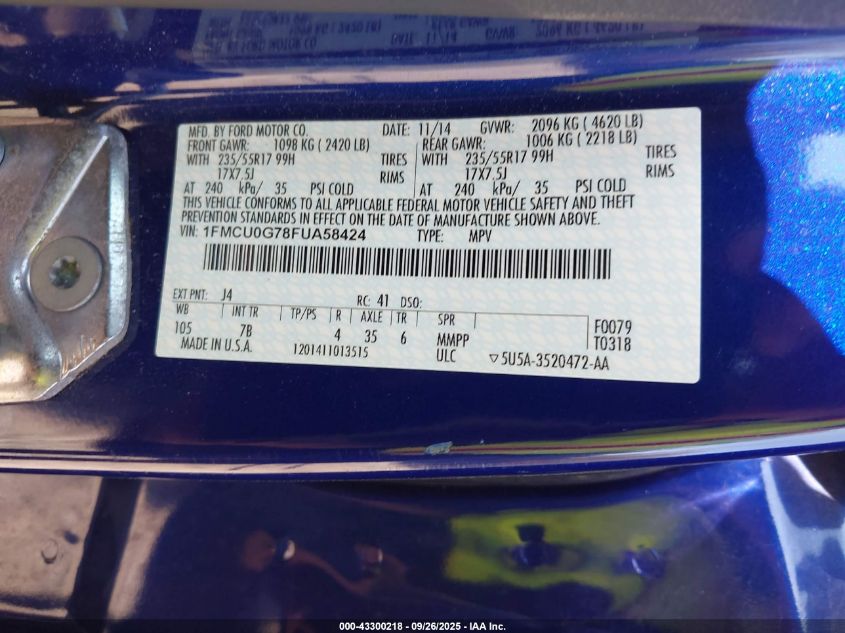 MFD. BY FORD MOTOR CO. DATE: 11/14 GVWR: 2096 KG ( 4620 LB)
FRONT GAWR: 1098 KG ( 2420 LB) REAR GAWR: 1006 KG ( 2218 LB)
WITH 235/55R17 99H TIRES WITH 235/55R17 99H TIRES
17X7.5J RIMS 17X7.5J RIMS
AT 240 kPa/ 35 PSI COLD AT 240 kPa/ 35 PSI COLD
THIS VEHICLE CONFORMS TO ALL APPLICABLE FEDERAL MOTOR VEHICLE SAFETY AND THEFT
PREVENTION STANDARDS IN EFFECT ON THE DATE OF MANUFACTURE SHOWN ABOVE.
VIN: 1FMCU0G78FUA58424 TYPE: MPV
EXT PNT: J4 RC: 41 DSO:
WB INT TR TP/PS R AXLE TR SPR F0079
105 7B 4 35 6 MMPP T0318
MADE IN U.S.A. 1201411013515 ULC ▽5U5A-3520472-AA
000-43300218 - 09/26/2025 - IAA Inc.